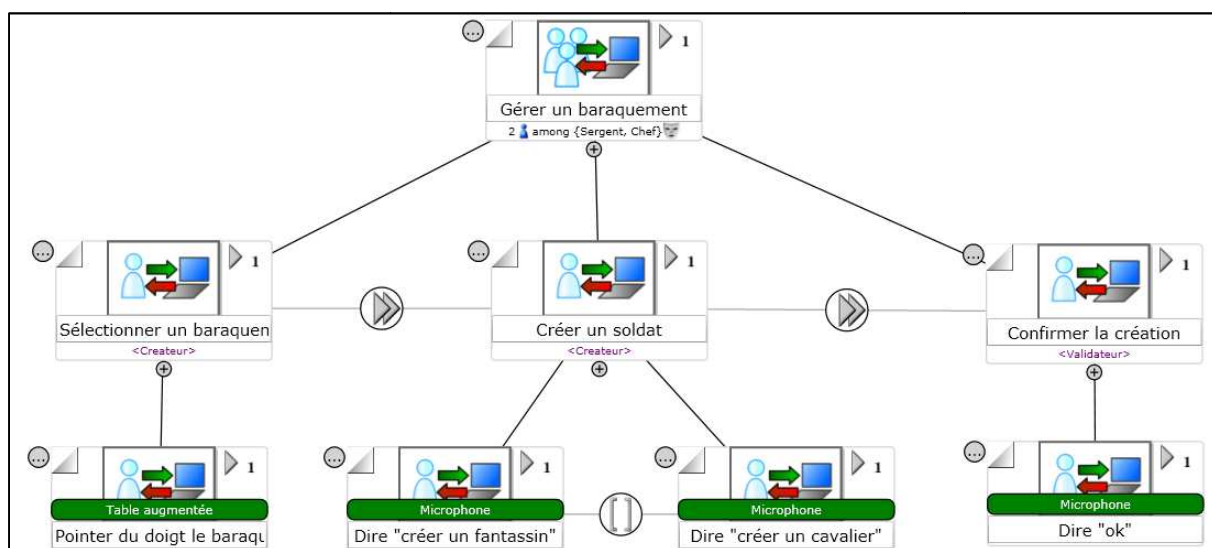 1
Gérer un baraquement
2 among {Sergent, Chef}
1
1
1
Sélectionner un baraquen
Créer un soldat
Confirmer la création
<Createur>
<Createur>
<Validateur>
1
1
1
1
Table augmentée
Microphone
Microphone
Microphone
Pointer du doigt le baraqu
Dire "créer un fantassin"
Dire "créer un cavalier"
Dire "ok"